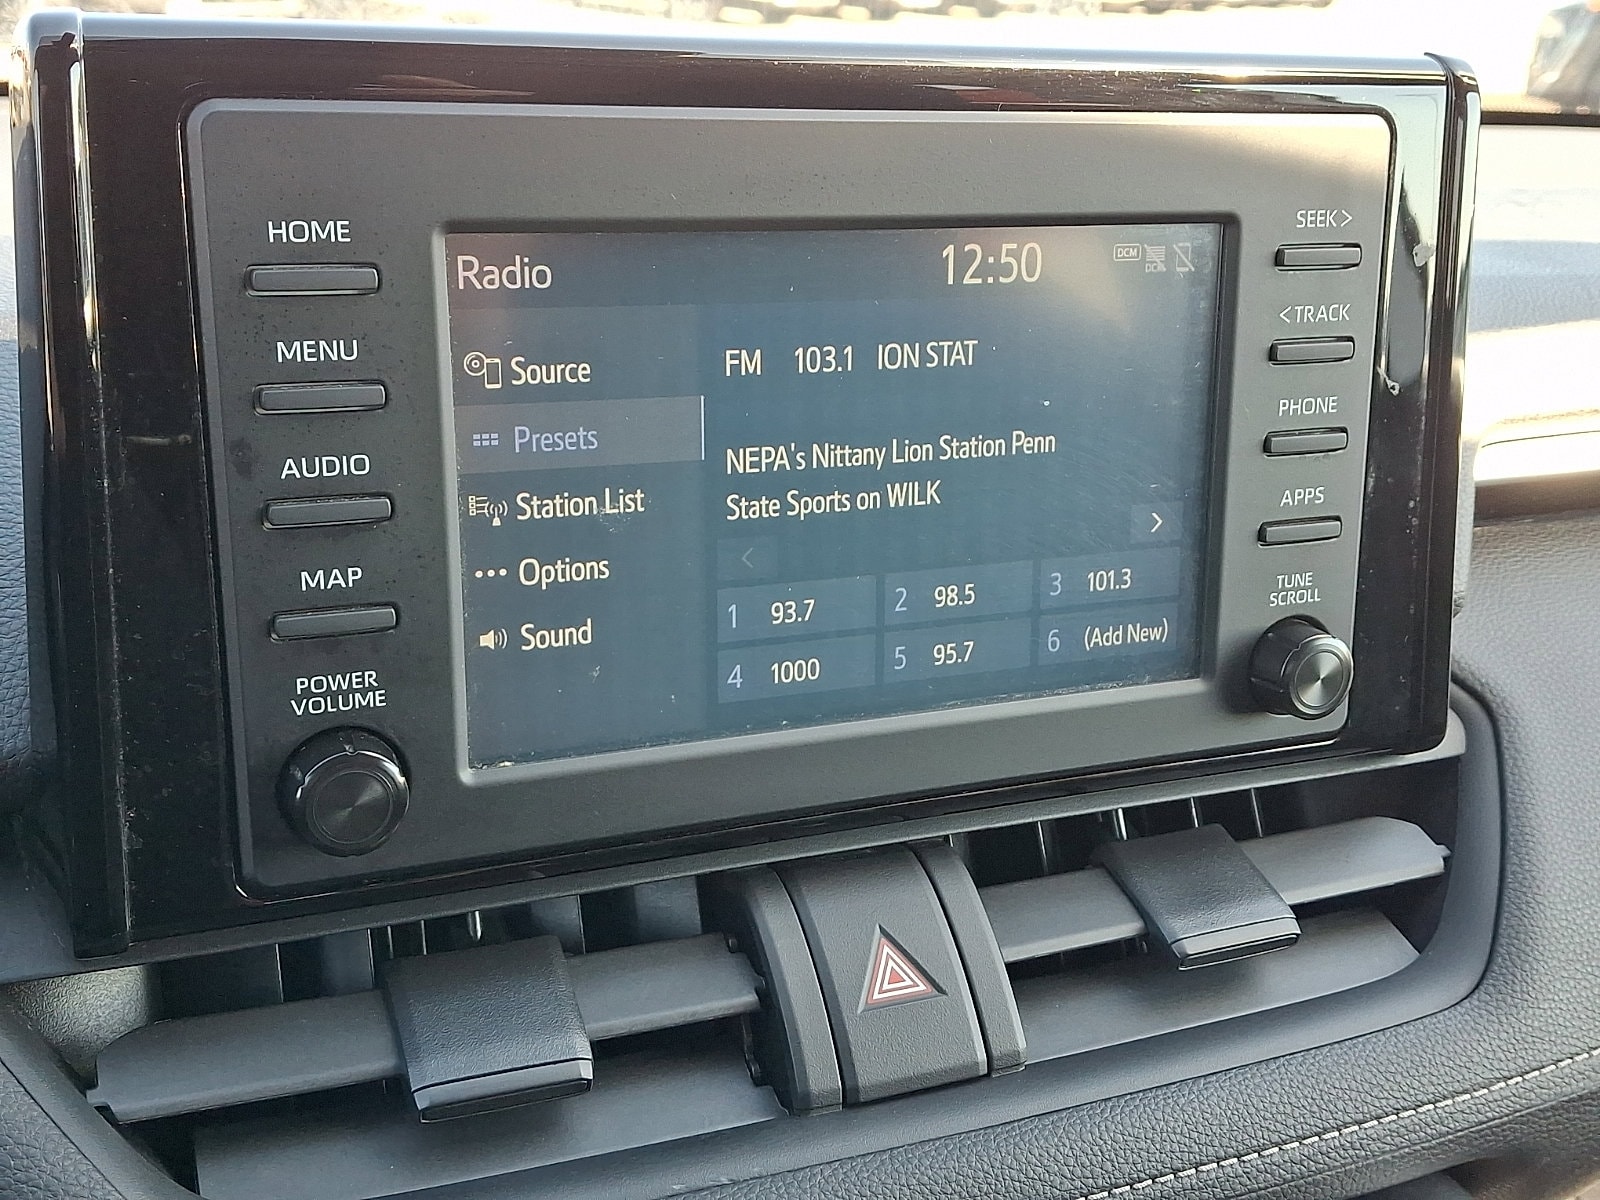 HOME
MENU
AUDIO
MAP
POWER
VOLUME
Radio
12:50
DCM
DCM
Source
Presets
Station List
Options
Sound
FM 103.1 ION STAT
NEPA's Nittany Lion Station Penn
State Sports on WILK
<
>
1 93.7
2 98.5
3 101.3
4 1000
5 95.7
6 (Add New)
SEEK>
<TRACK
PHONE
APPS
TUNE
SCROLL